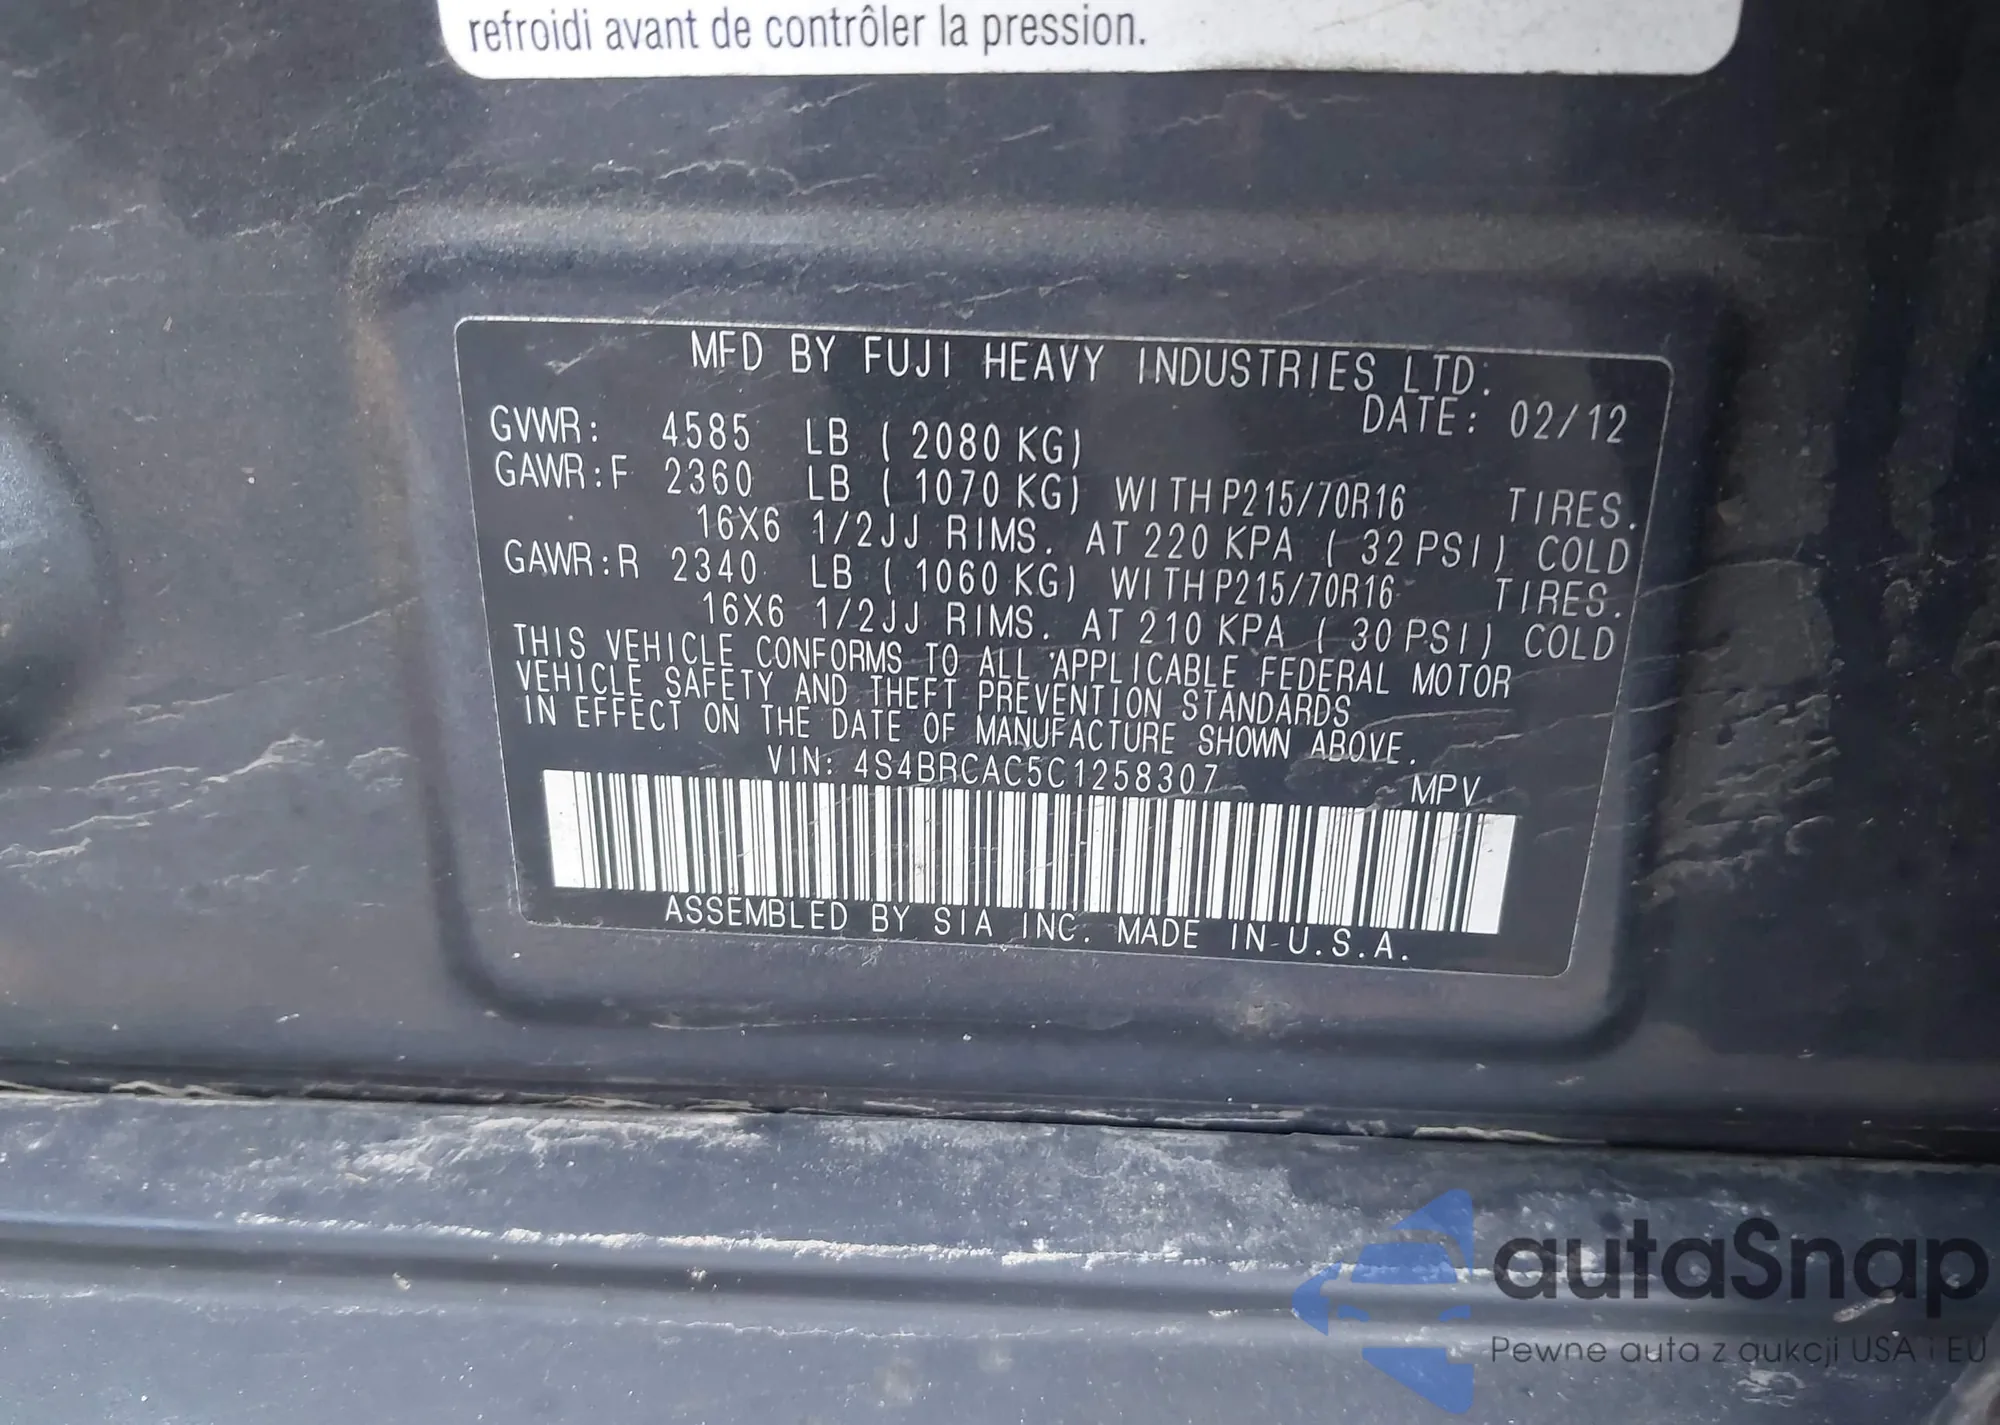 refroidi avant de contrôler la pression.
MFD BY FUJI HEAVY INDUSTRIES LTD.
DATE: 02/12
GVWR: 4585 LB ( 2080 KG)
GAWR:F 2360 LB ( 1070 KG) WITH P215/70R16 TIRES.
16X6 1/2JJ RIMS. AT 220 KPA ( 32 PSI) COLD
GAWR:R 2340 LB ( 1060 KG) WITH P215/70R16 TIRES.
16X6 1/2JJ RIMS. AT 210 KPA ( 30 PSI) COLD
THIS VEHICLE CONFORMS TO ALL APPLICABLE FEDERAL MOTOR
VEHICLE SAFETY AND THEFT PREVENTION STANDARDS
IN EFFECT ON THE DATE OF MANUFACTURE SHOWN ABOVE.
VIN: 4S4BRCAC5C1258307 MPV
ASSEMBLED BY SIA INC. MADE IN U.S.A.
autaSnap
Pewne auta z aukcji USA i EU